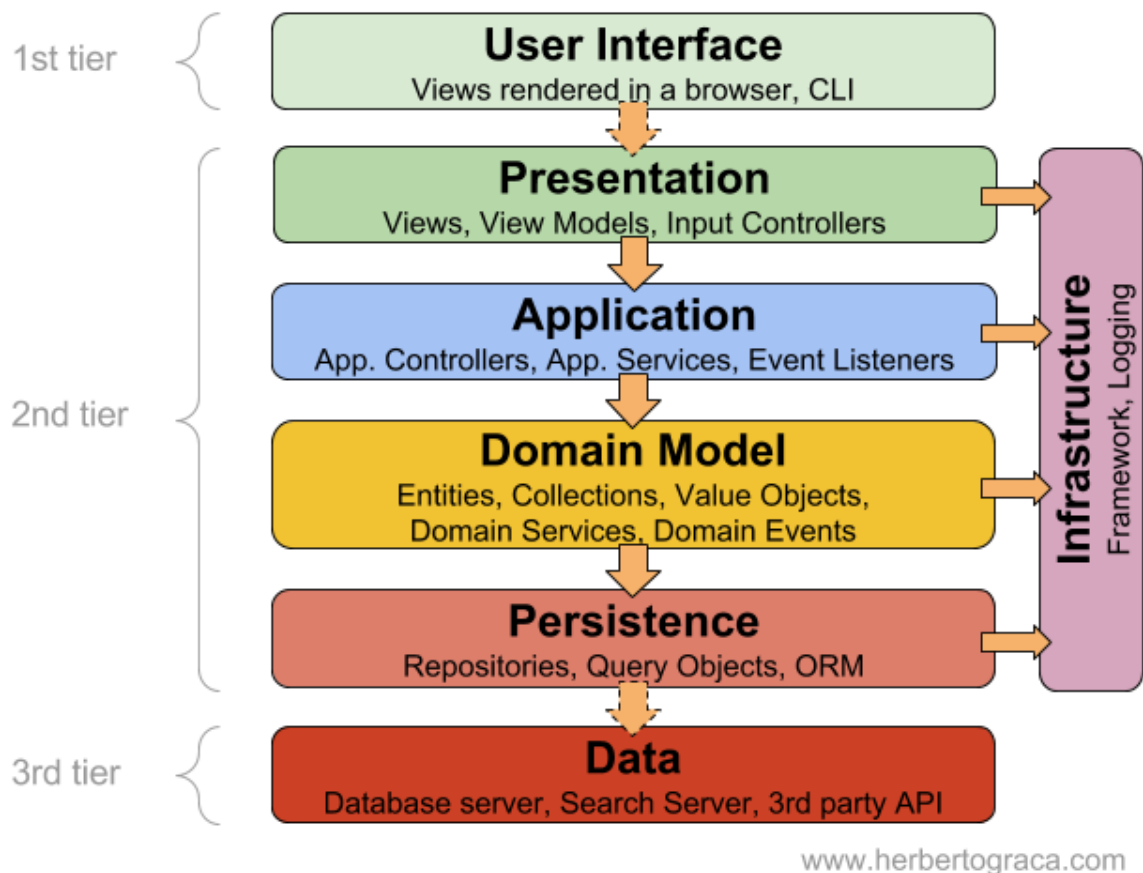 1st tier
User Interface
Views rendered in a browser, CLI
Presentation
Views, View Models, Input Controllers
Application
App. Controllers, App. Services, Event Listeners
2nd tier
Domain Model
Entities, Collections, Value Objects,
Domain Services, Domain Events
Persistence
Repositories, Query Objects, ORM
Infrastructure
Framework, Logging
3rd tier
Data
Database server, Search Server, 3rd party API
www.herbertograca.com